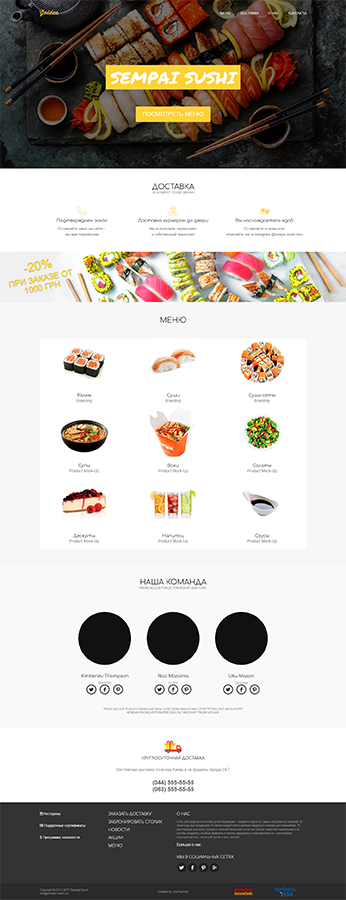 Golden
МЕНЮ ДОСТАВКА О НАС КОНТАКТЫ
SEMPAI SUSHI
ПОСМОТРЕТЬ МЕНЮ
ДОСТАВКА
Подтверждаем заказ
Доставка курьером до двери
Вы наслаждаетесь едой
-20%
ПРИ ЗАКАЗЕ ОТ
1000 ГРН
МЕНЮ
Роллы
Branding
Суши
Branding
Суши-сеты
Branding
Супы
Product Mock-Up
Воки
Product Mock-Up
Салаты
Product Mock-Up
Десерты
Product Mock-Up
Напитки
Product Mock-Up
Соусы
Product Mock-Up
НАША КОМАНДА
Kimberley Thompson
Rico Massimo
Uku Mason
КРУГЛОСУТОЧНАЯ ДОСТАВКА
(044) 555-55-55
(063) 555-55-55
Рестораны
Подарочные сертификаты
Программа лояльности
ЗАКАЗАТЬ ДОСТАВКУ
ЗАБРОНИРОВАТЬ СТОЛИК
НОВОСТИ
АКЦИИ
МЕНЮ
О НАС
МЫ В СОЦИАЛЬНЫХ СЕТЯХ
VISA